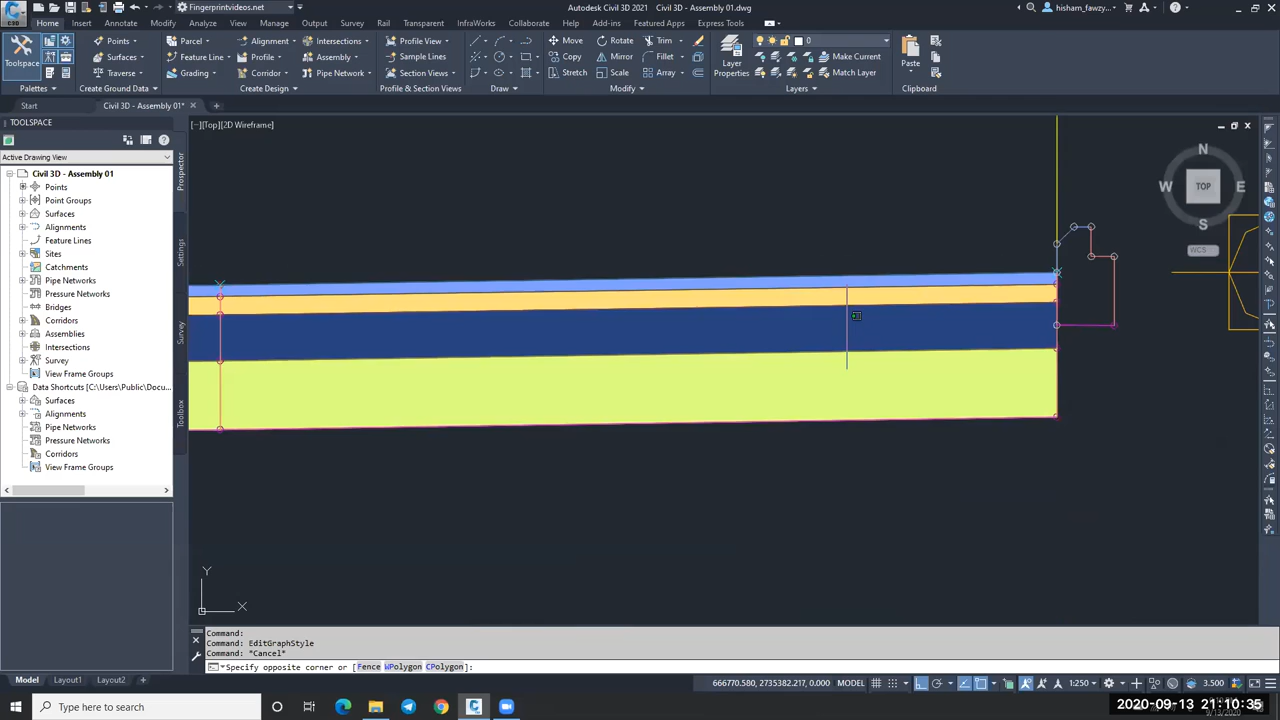 Fingerprintvideos.net
Autodesk Civil 3D 2021 Civil 3D - Assembly 01.dwg
hisham_fawzy...
Home Insert Annotate Modify Analyze View Manage Output Survey Rail Transparent InfraWorks Collaborate Help Add-ins Featured Apps Express Tools
Points Parcel Alignment Intersections Profile View Move Rotate Trim 0
Toolspace Surfaces Feature Line Profile Assembly Sample Lines Copy Mirror Fillet Layer Properties Make Current Paste
Traverse Grading Corridor Pipe Network Section Views Stretch Scale Array Match Layer
Palettes Create Ground Data Create Design Profile & Section Views Draw Modify Layers Clipboard
Start Civil 3D - Assembly 01*
TOOLSPACE
[−][Top][2D Wireframe]
Active Drawing View
Civil 3D - Assembly 01
Points
Point Groups
Surfaces
Alignments
Feature Lines
Sites
Catchments
Pipe Networks
Pressure Networks
Bridges
Corridors
Assemblies
Intersections
Survey
View Frame Groups
Data Shortcuts [C:\Users\Public\Docu...
Surfaces
Alignments
Pipe Networks
Pressure Networks
Corridors
View Frame Groups
Prospector
Settings
Survey
Toolbox
N
W TOP E
S
WCS
Y
X
Command:
Command: EditGraphStyle
Command: *Cancel*
Specify opposite corner or [Fence WPolygon CPolygon]:
Model Layout1 Layout2
666770.580, 2735382.217, 0.000 MODEL 1:250 3.500
Type here to search
2020-09-13 21:10:35
9/13/2020